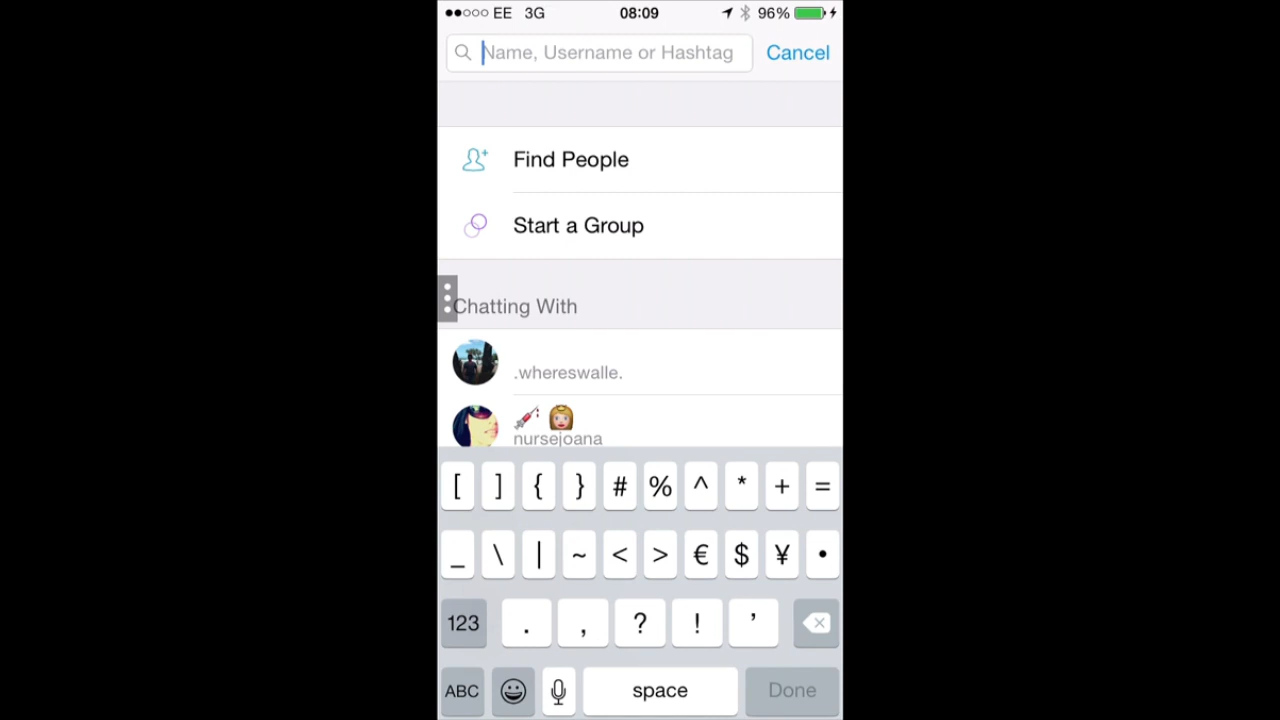 EE 3G 08:09 96%
Name, Username or Hashtag Cancel
Find People
Start a Group
Chatting With
.whereswalle.
nursejoana
[ ] { } # % ^ * + =
_ \ | ~ < > € $ ¥ •
123 . , ? ! ’
ABC space Done